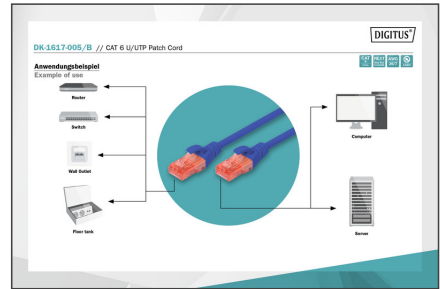 DIGITUS®
DK-1617-005/B // CAT 6 U/UTP Patch Cord
Anwendungsbeispiel
Example of use
Router
Switch
Wall Outlet
Floor tank
Computer
Server